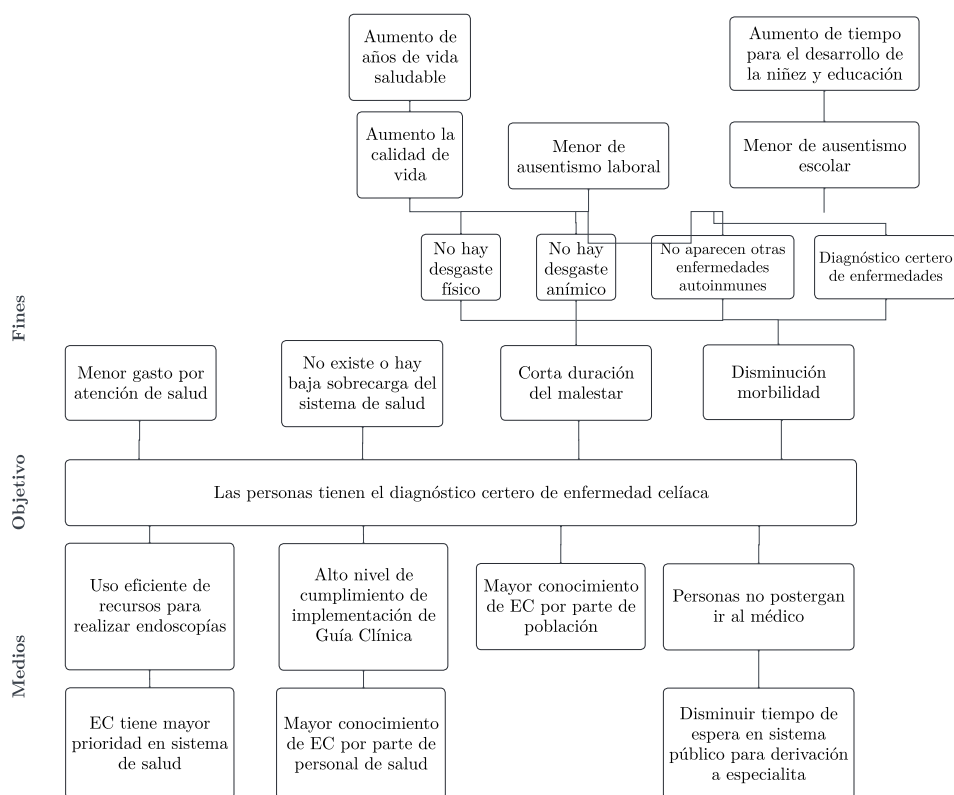 Aumento de
años de vida
saludable
Aumento de tiempo
para el desarrollo de
la niñez y educación
Aumento la
calidad de
vida
Menor de
ausentismo laboral
Menor de ausentismo
escolar
No hay
desgaste
físico
No hay
desgaste
anímico
No aparecen otras
enfermedades
autoinmunes
Diagnóstico certero
de enfermedades
Fines
Menor gasto por
atención de salud
No existe o hay
baja sobrecarga del
sistema de salud
Corta duración
del malestar
Disminución
morbilidad
Objetivo
Las personas tienen el diagnóstico certero de enfermedad celíaca
Medios
Uso eficiente de
recursos para
realizar endoscopías
Alto nivel de
cumplimiento de
implementación de
Guía Clínica
Mayor conocimiento
de EC por parte de
población
Personas no postergan
ir al médico
EC tiene mayor
prioridad en sistema
de salud
Mayor conocimiento
de EC por parte de
personal de salud
Disminuir tiempo de
espera en sistema
público para derivación
a especialita